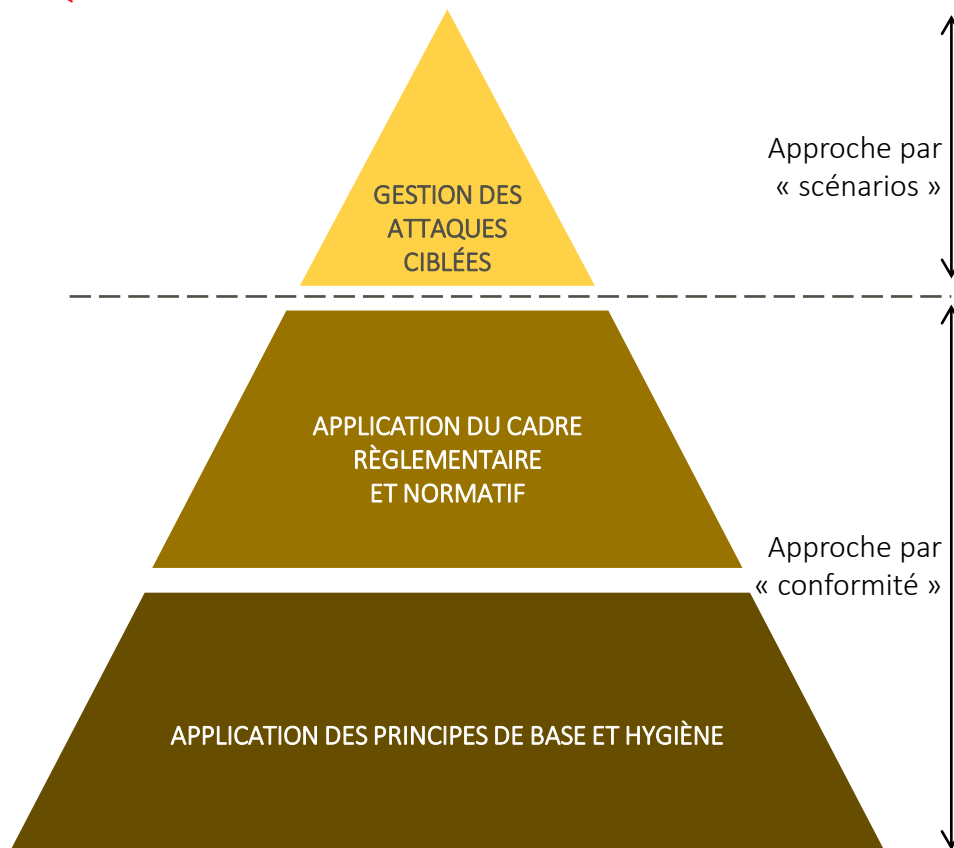 Approche par
« scénarios »
GESTION DES
ATTAQUES
CIBLÉES
APPLICATION DU CADRE
RÈGLEMENTAIRE
ET NORMATIF
Approche par
« conformité »
APPLICATION DES PRINCIPES DE BASE ET HYGIÈNE